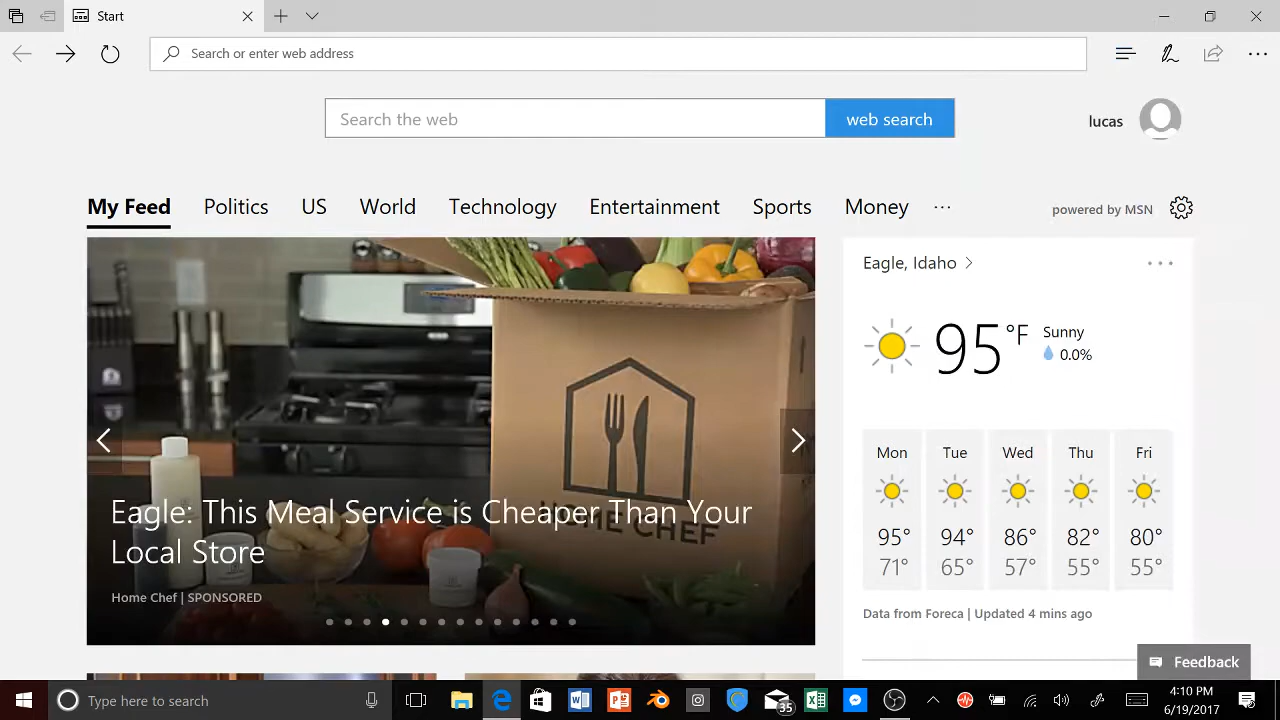 Start
Search or enter web address
Search the web
web search
lucas
My Feed
Politics
US
World
Technology
Entertainment
Sports
Money
powered by MSN
HOME CHEF
Eagle: This Meal Service is Cheaper Than Your
Local Store
Home Chef | SPONSORED
Eagle, Idaho
95°F
Sunny
0.0%
Mon Tue Wed Thu Fri
95° 94° 86° 82° 80°
71° 65° 57° 55° 55°
Data from Foreca | Updated 4 mins ago
Feedback
Type here to search
35
4:10 PM
6/19/2017